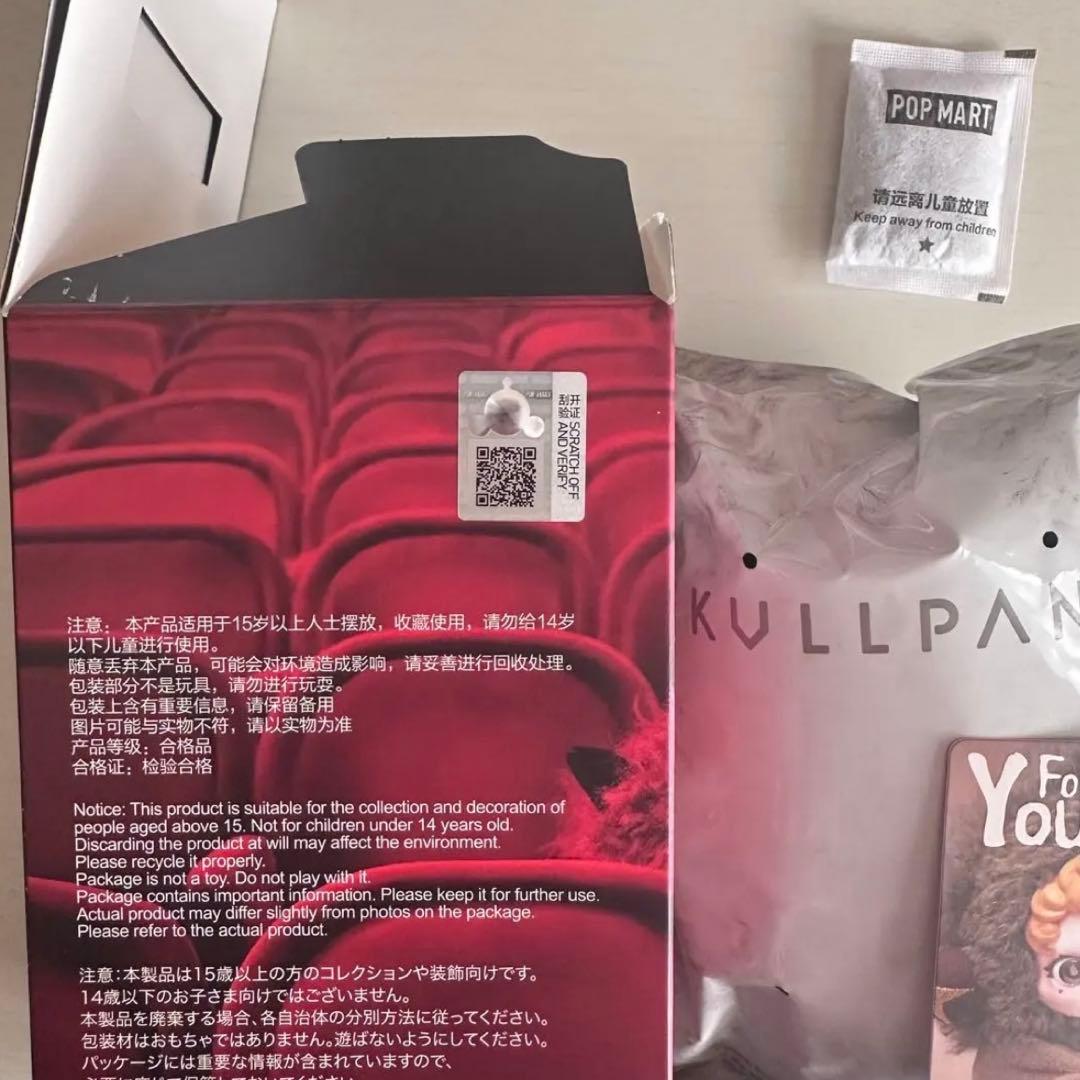 POP MART
请远离儿童放置
Keep away from children
开 刮
证 验
SCRATCH OFF
AND VERIFY
KULLPAN
注意： 本产品适用于15岁以上人士摆放，收藏使用，请勿给14岁
以下儿童进行使用。
随意丢弃本产品，可能会对环境造成影响，请妥善进行回收处理。
包装部分不是玩具，请勿进行玩耍。
包装上含有重要信息，请保留备用
图片可能与实物不符，请以实物为准
产品等级：合格品
合格证：检验合格
Notice: This product is suitable for the collection and decoration of
people aged above 15. Not for children under 14 years old.
Discarding the product at will may affect the environment.
Please recycle it properly.
Package is not a toy. Do not play with it.
Package contains important information. Please keep it for further use.
Actual product may differ slightly from photos on the package.
Please refer to the actual product.
注意：本製品は15歳以上の方のコレクションや装飾向けです。
14歳以下のお子さま向けではございません。
本製品を廃棄する場合、各自治体の分別方法に従ってください。
包装材はおもちゃではありません。遊ばないようにしてください。
パッケージには重要な情報が含まれていますので、
Fo
You